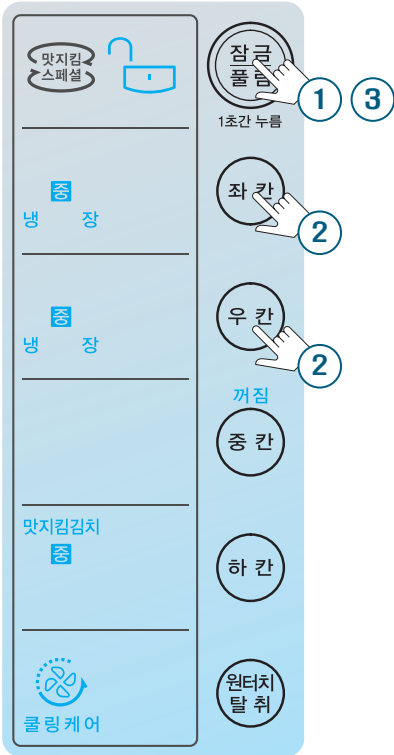 맛지킴
스페셜
잠금
풀림
1 3
1초간 누름
중
냉 장
좌 칸
2
중
냉 장
우 칸
2
꺼짐
중 칸
맛지킴김치
중
하 칸
쿨링케어
원터치
탈 취